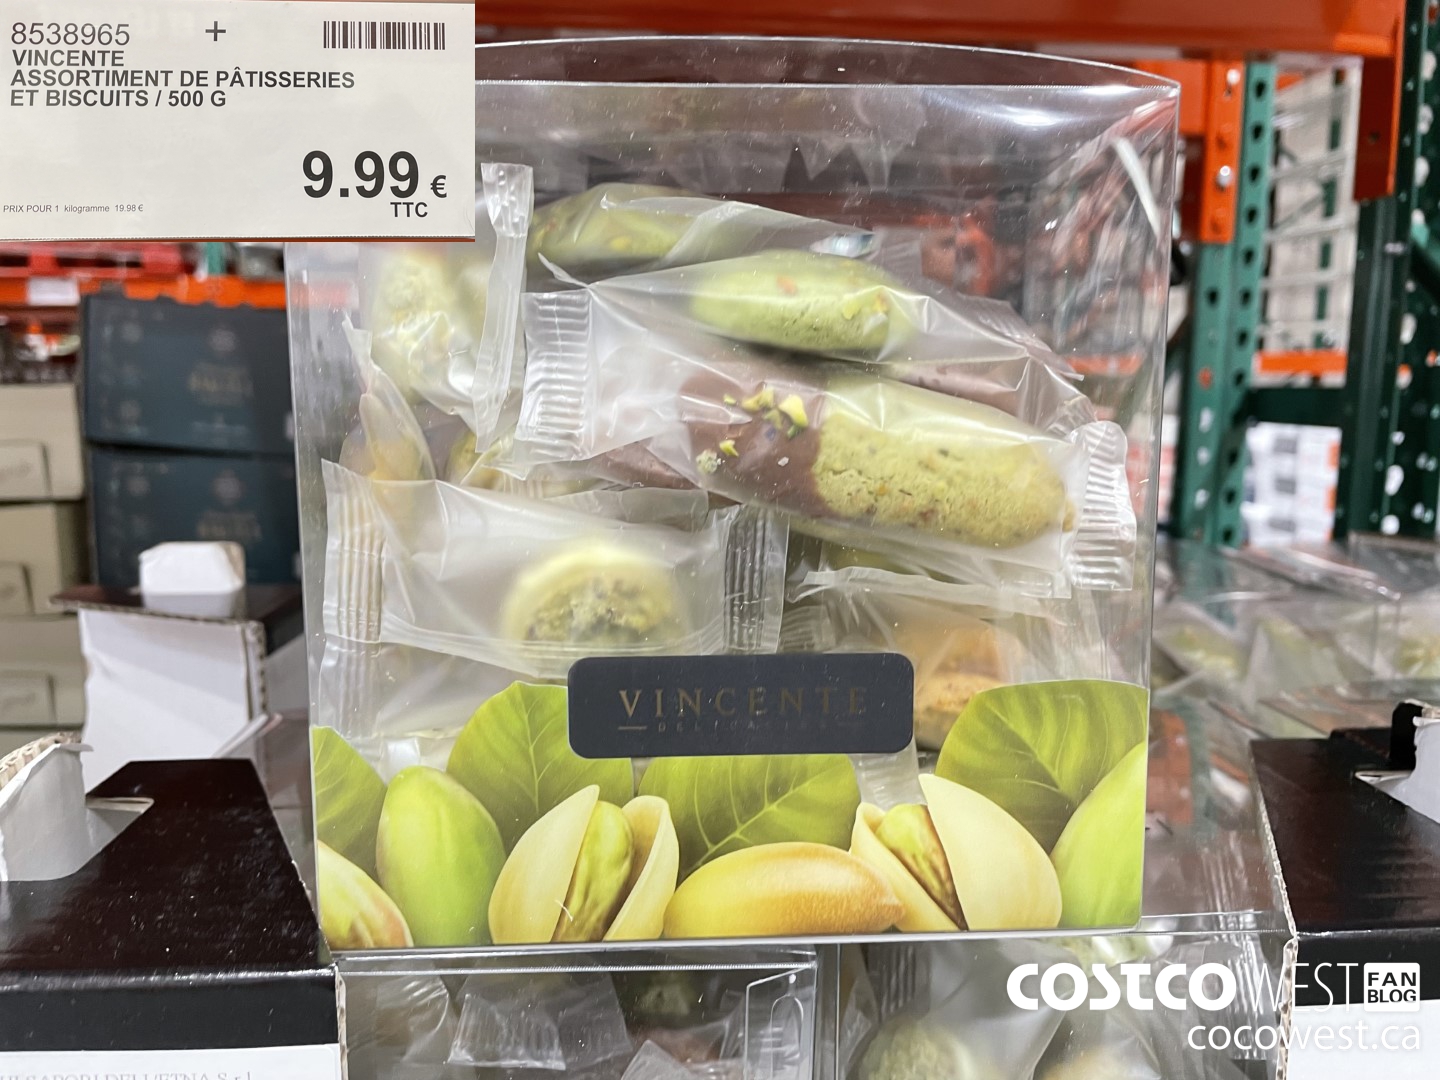 8538965 +
VINCENTE
ASSORTIMENT DE PÂTISSERIES
ET BISCUITS / 500 G
9.99 €
TTC
PRIX POUR 1 kilogramme 19.98 €
VINCENTE
DELICACIES
COSTCO WEST FAN BLOG
cocowest.ca